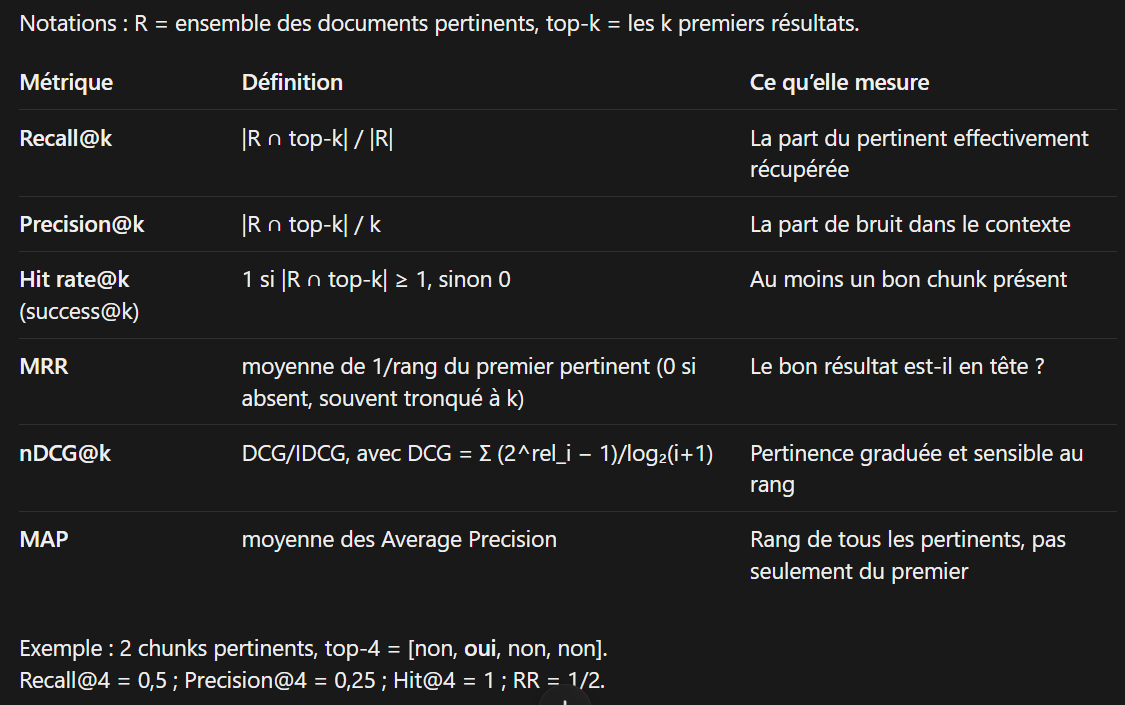 Notations : R = ensemble des documents pertinents, top-k = les k premiers résultats.
Métrique Définition Ce qu’elle mesure
Recall@k |R ∩ top-k| / |R| La part du pertinent effectivement
récupérée
Precision@k |R ∩ top-k| / k La part de bruit dans le contexte
Hit rate@k 1 si |R ∩ top-k| ≥ 1, sinon 0 Au moins un bon chunk présent
(success@k)
MRR moyenne de 1/rang du premier pertinent (0 si Le bon résultat est-il en tête ?
absent, souvent tronqué à k)
nDCG@k DCG/IDCG, avec DCG = Σ (2^rel_i − 1)/log₂(i+1) Pertinence graduée et sensible au
rang
MAP moyenne des Average Precision Rang de tous les pertinents, pas
seulement du premier
Exemple : 2 chunks pertinents, top-4 = [non, oui, non, non].
Recall@4 = 0,5 ; Precision@4 = 0,25 ; Hit@4 = 1 ; RR = 1/2.